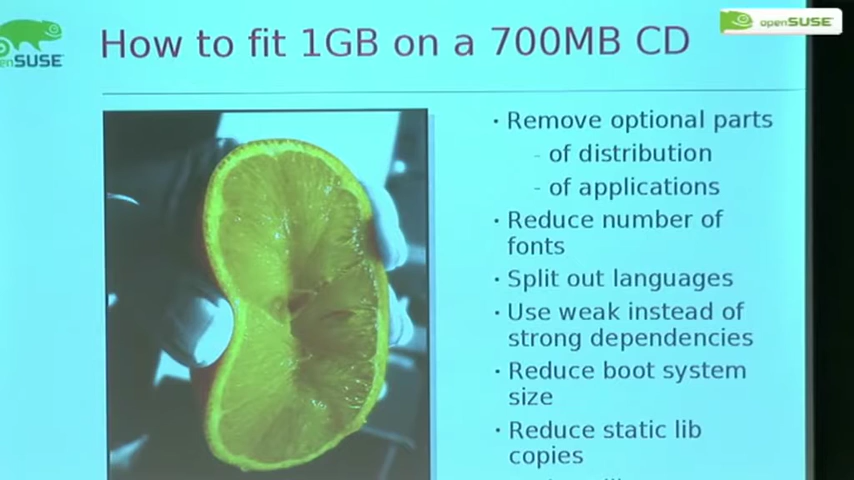 openSUSE
enSUSE
How to fit 1GB on a 700MB CD
· Remove optional parts
- of distribution
- of applications
· Reduce number of
fonts
· Split out languages
· Use weak instead of
strong dependencies
· Reduce boot system
size
· Reduce static lib
copies